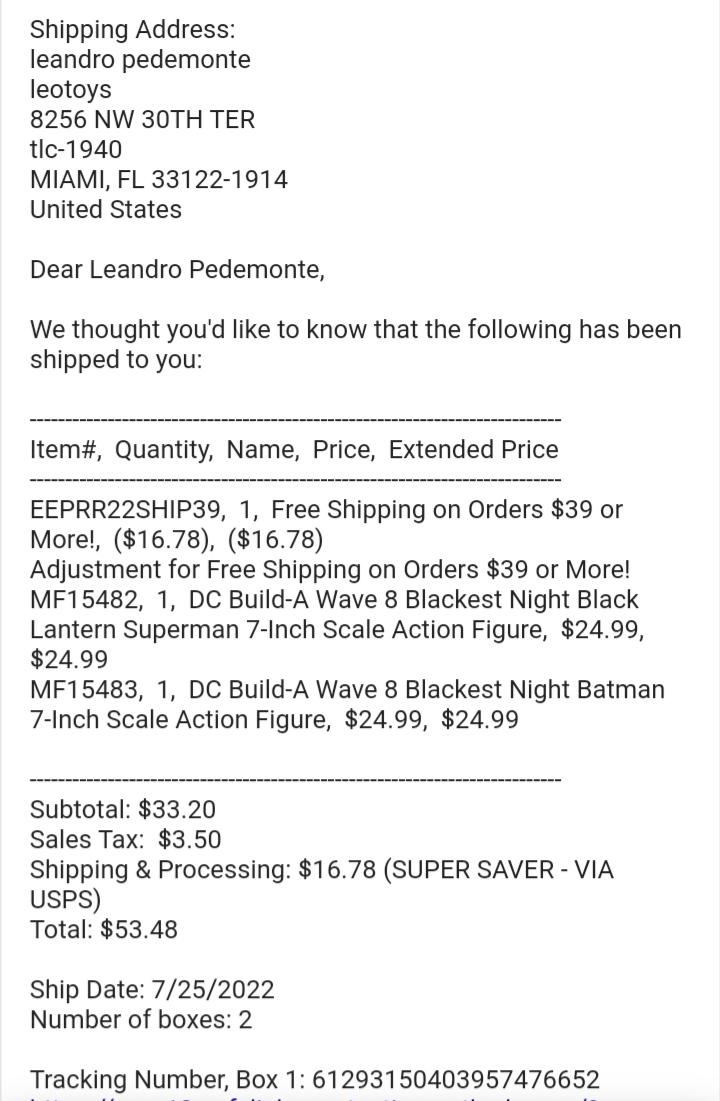 Shipping Address:
leandro pedemonte
leotoys
8256 NW 30TH TER
tlc-1940
MIAMI, FL 33122-1914
United States
Dear Leandro Pedemonte,
We thought you'd like to know that the following has been
shipped to you:
---------------------------------------------------------------------------
Item#,  Quantity,  Name,  Price,  Extended Price
---------------------------------------------------------------------------
EEPRR22SHIP39,  1,  Free Shipping on Orders $39 or
More!,  ($16.78),  ($16.78)
Adjustment for Free Shipping on Orders $39 or More!
MF15482,  1,  DC Build-A Wave 8 Blackest Night Black
Lantern Superman 7-Inch Scale Action Figure,  $24.99,
$24.99
MF15483,  1,  DC Build-A Wave 8 Blackest Night Batman
7-Inch Scale Action Figure,  $24.99,  $24.99
---------------------------------------------------------------------------
Subtotal: $33.20
Sales Tax:  $3.50
Shipping & Processing: $16.78 (SUPER SAVER - VIA
USPS)
Total: $53.48
Ship Date: 7/25/2022
Number of boxes: 2
Tracking Number, Box 1: 61293150403957476652